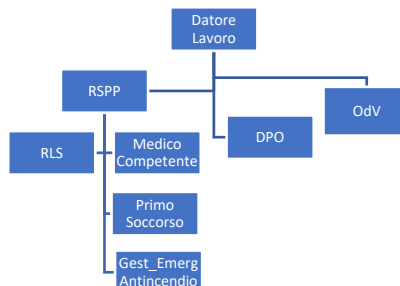 Datore
Lavoro
RSPP
OdV
DPO
RLS
Medico
Competente
Primo
Soccorso
Gest_Emerg
Antincendio